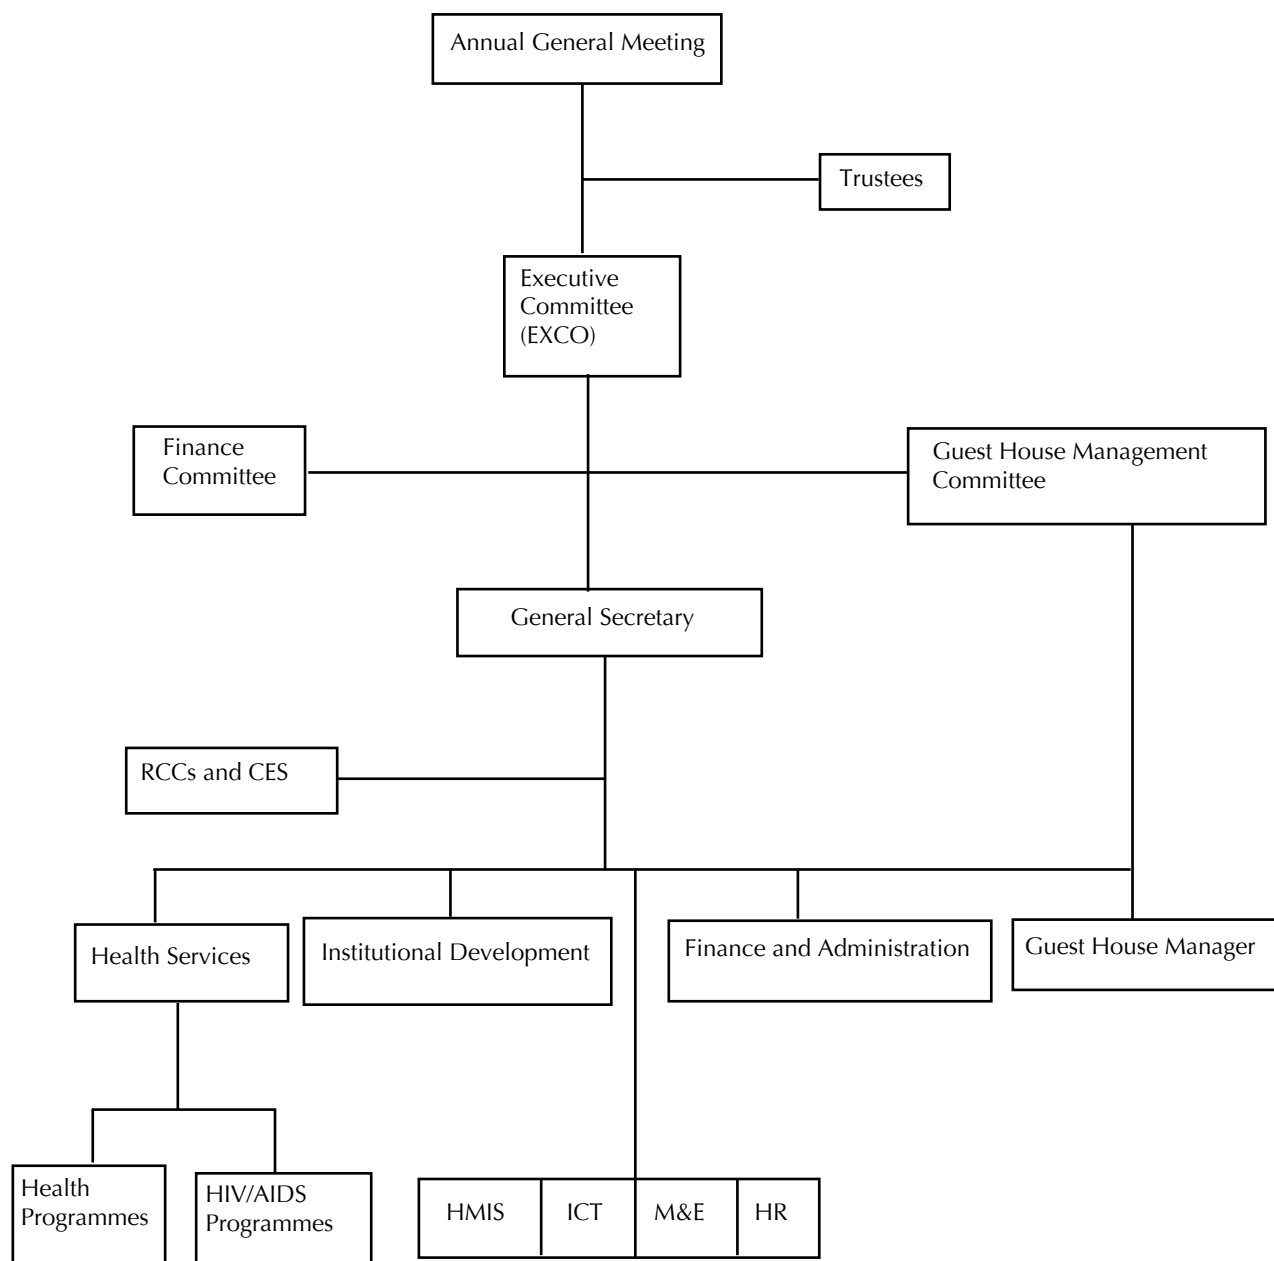 Annual General Meeting
Trustees
Executive
Committee
(EXCO)
Finance
Committee
Guest House Management
Committee
General Secretary
RCCs and CES
Health Services
Institutional Development
Finance and Administration
Guest House Manager
Health
Programmes
HIV/AIDS
Programmes
HMIS
ICT
M&E
HR